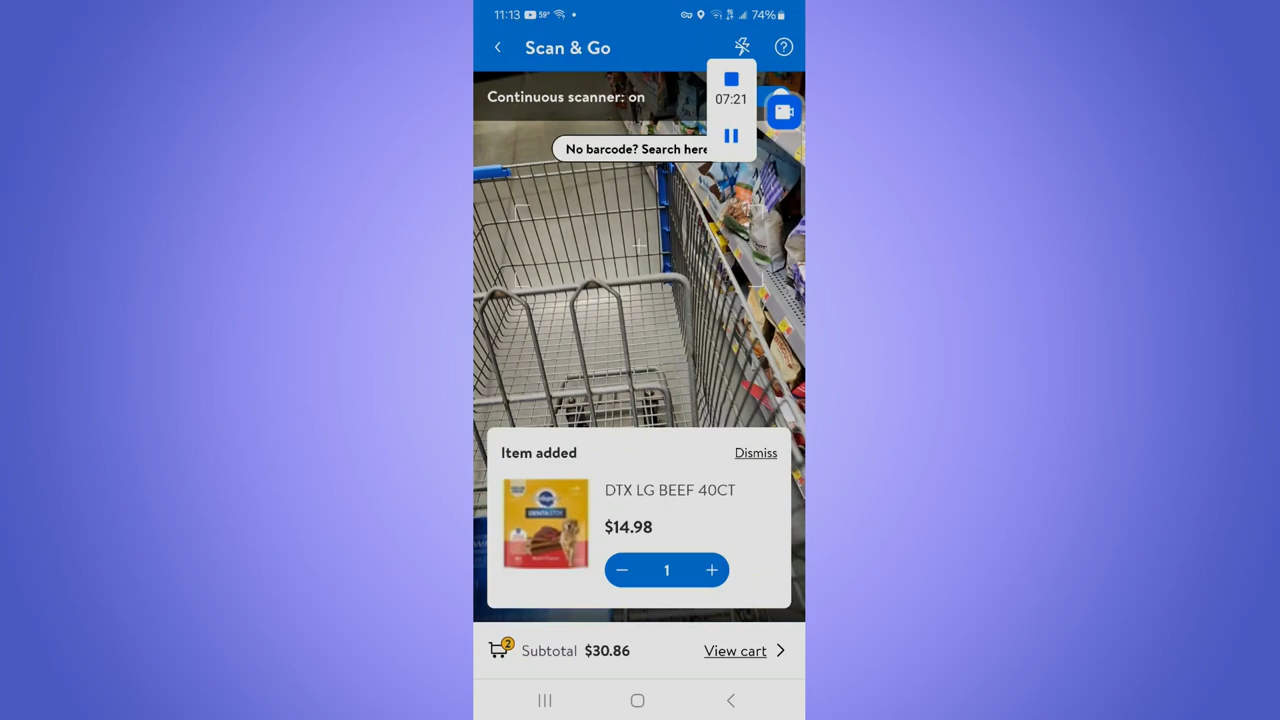 11:13 59° 74%
Scan & Go
Continuous scanner: on
07:21
No barcode? Search here
Item added Dismiss
DTX LG BEEF 40CT
DENTASTIX
$14.98
1
2 Subtotal $30.86 View cart